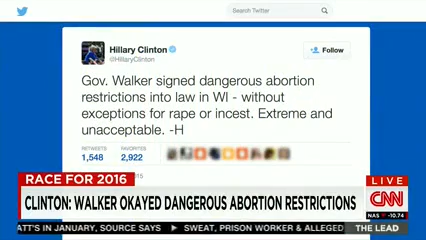 Search Twitter
Hillary Clinton
@HillaryClinton
Follow
Gov. Walker signed dangerous abortion
restrictions into law in WI - without
exceptions for rape or incest. Extreme and
unacceptable. -H
RETWEETS
FAVORITES
1,548
2,922
RACE FOR 2016
LIVE
CLINTON: WALKER OKAYED DANGEROUS ABORTION RESTRICTIONS
CNN
NAS -10.74
ATT'S IN JANUARY, SOURCE SAYS
SWEAT, PRISON WORKER & ALLEGED
THE LEAD